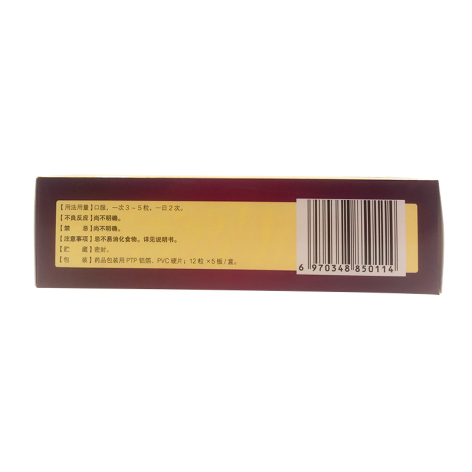 【用法用量】口服。一次3～5粒，一日2次。
【不良反应】尚不明确。
【禁　　忌】尚不明确。
【注意事项】忌不易消化食物。详见说明书。
【贮　　藏】密封。
【包　　装】药品包装用PTP铝箔、PVC硬片；12粒×5板/盒。
6 970348 850114